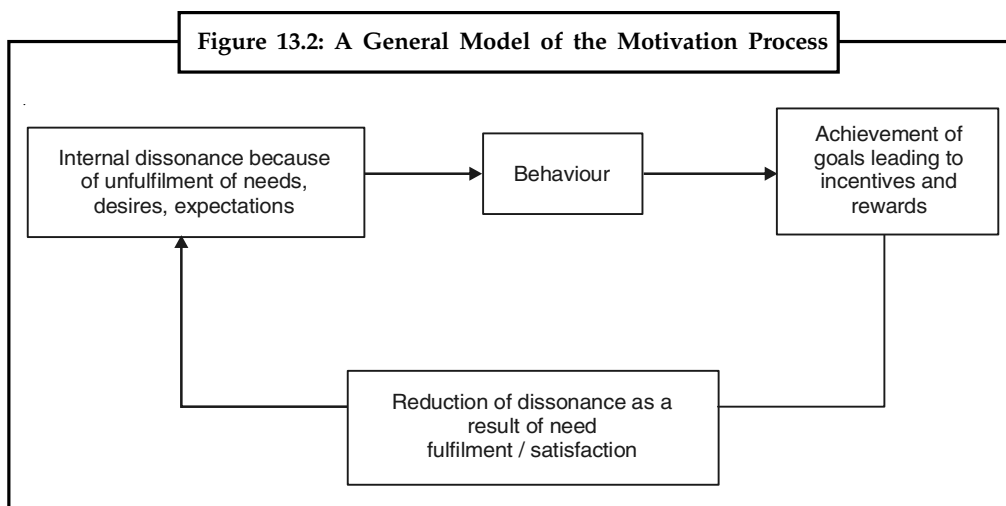 Figure 13.2: A General Model of the Motivation Process
Internal dissonance because
of unfulfilment of needs,
desires, expectations
Behaviour
Achievement of
goals leading to
incentives and
rewards
Reduction of dissonance as a
result of need
fulfilment / satisfaction